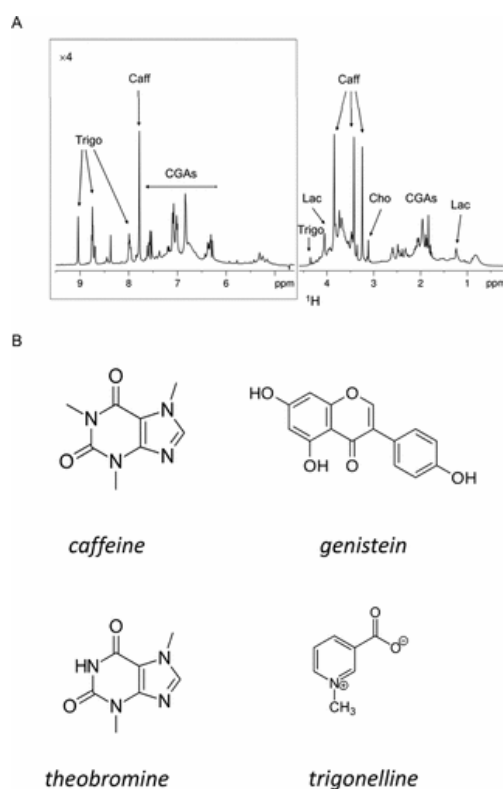 A
×4
Caff
Caff
Trigo
CGAs
CGAs
Lac
Cho
Lac
Trigo
9 8 7 6 ppm
4 3 2 1 ppm
¹H
B
O
N
N
O
N
N
HO
O
OH
O
OH
caffeine
genistein
O
HN
N
O
N
N
O
O⊖
N⊕
CH₃
theobromine
trigonelline